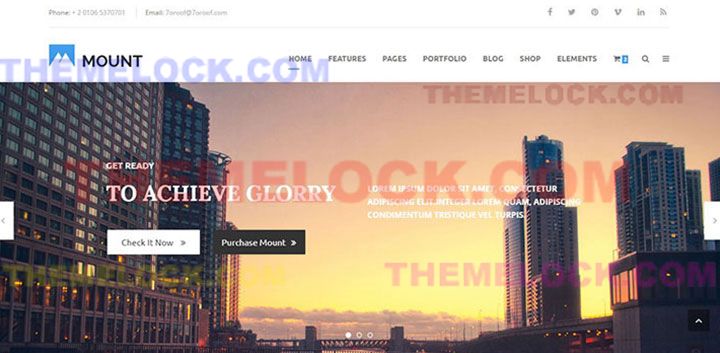 Phone: + 2 0106 5370701 Email: 7oroof@7oroof.com
MOUNT HOME FEATURES PAGES PORTFOLIO BLOG SHOP ELEMENTS 3
THEMELOCK.COM
THEMELOCK.COM
GET READY
THEMELOCK.COM
TO ACHIEVE GLORRY
LOREM IPSUM DOLOR SIT AMET, CONSECTETUR
ADIPISCING ELIT.INTEGER LOREM QUAM, ADIPISCING
CONDIMENTUM TRISTIQUE VEL TURPIS.
Check It Now » Purchase Mount »
THEMELOCK.COM
THEMELOCK.COM